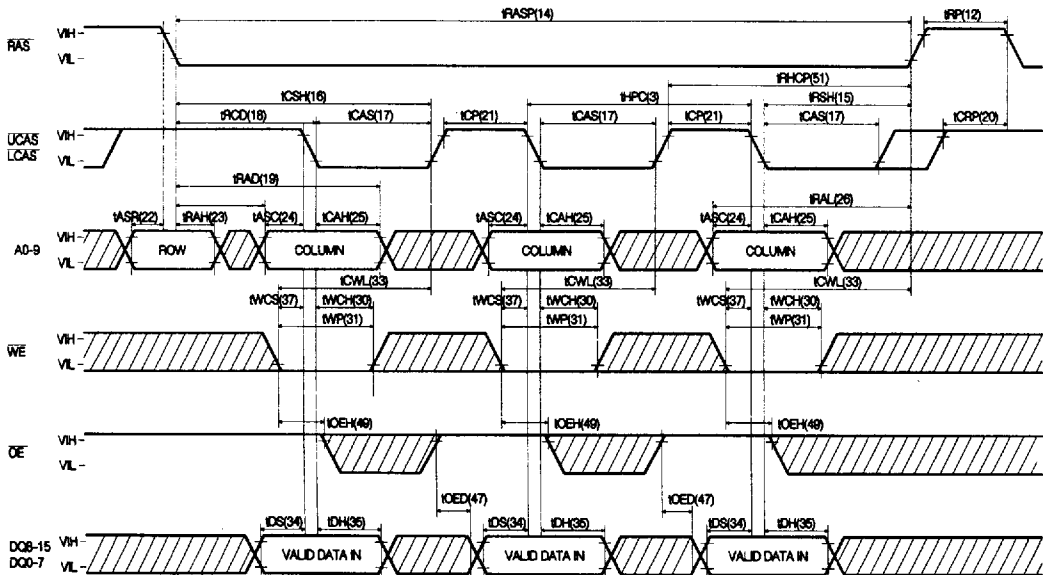 tRASP(14) tRP(12)
RAS VIH- VIL-
tRHCP(51)
tCSH(16) tHPC(3) tRSH(15)
tRCD(18) tCAS(17) tCP(21) tCAS(17) tCP(21) tCAS(17) tCRP(20)
UCAS LCAS VIH- VIL-
tRAD(19) tRAL(26)
tASR(22) tRAH(23) tASC(24) tCAH(25) tASC(24) tCAH(25) tASC(24) tCAH(25)
A0-9 VIH- VIL- ROW COLUMN COLUMN COLUMN
tCWL(33) tCWL(33) tCWL(33)
tWCS(37) tWCH(30) tWCS(37) tWCH(30) tWCS(37) tWCH(30)
tWP(31) tWP(31) tWP(31)
WE VIH- VIL-
tOEH(49) tOEH(49) tOEH(49)
OE VIH- VIL-
tOED(47) tOED(47)
tDS(34) tDH(35) tDS(34) tDH(35) tDS(34) tDH(35)
DQ8-15 DQ0-7 VIH- VIL- VALID DATA IN VALID DATA IN VALID DATA IN